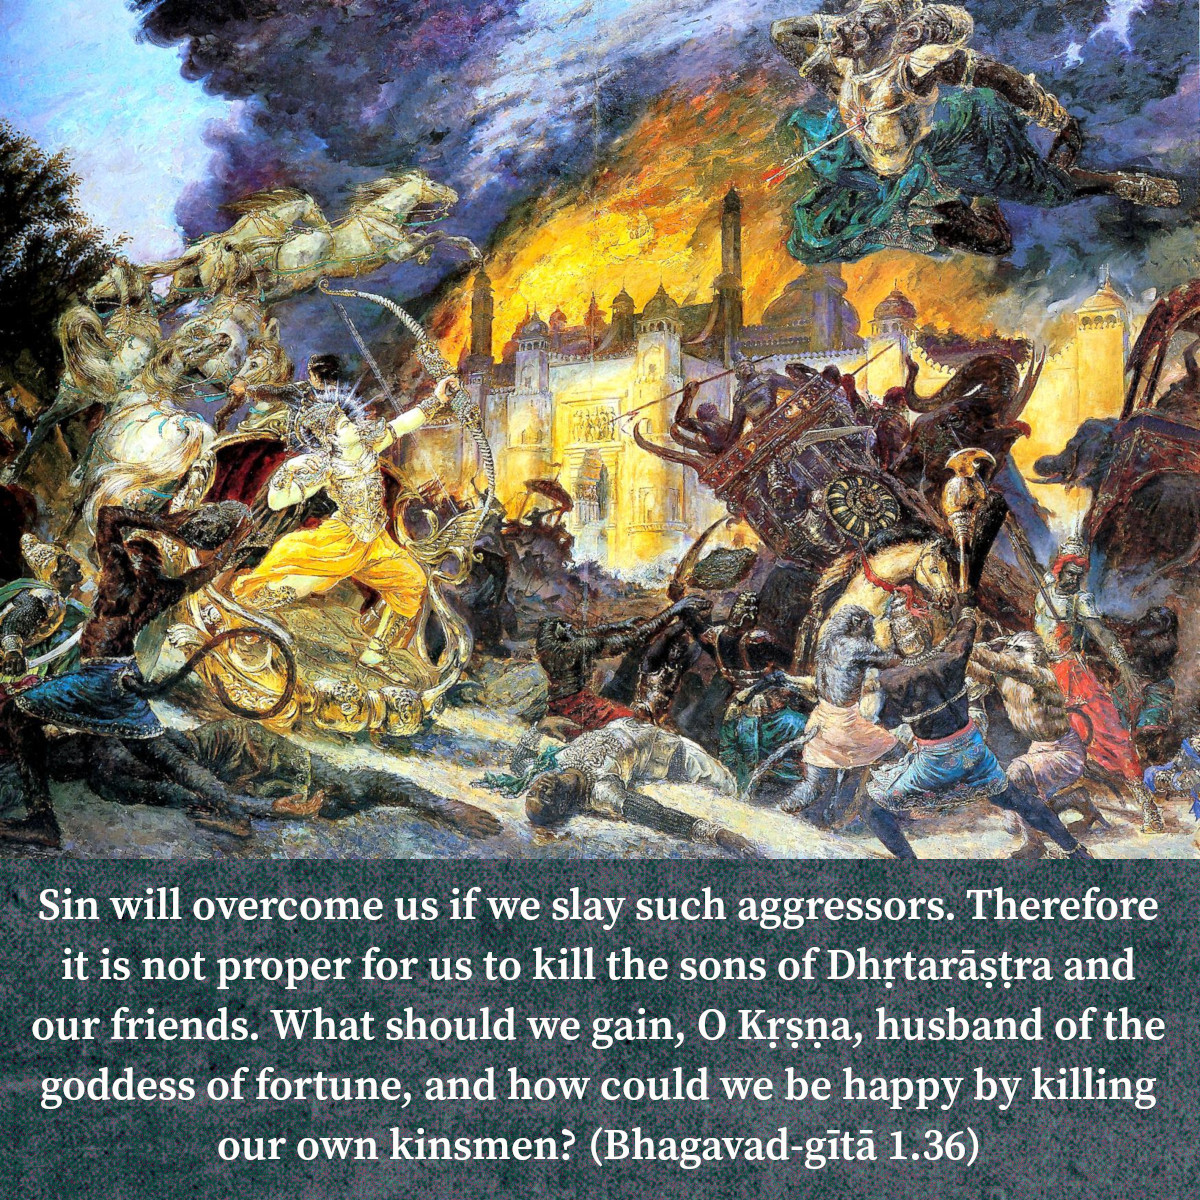 Sin will overcome us if we slay such aggressors. Therefore
it is not proper for us to kill the sons of Dhṛtarāṣṭra and
our friends. What should we gain, O Kṛṣṇa, husband of the
goddess of fortune, and how could we be happy by killing
our own kinsmen? (Bhagavad-gītā 1.36)